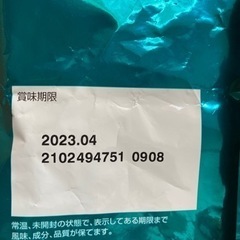 賞味期限
2023.04
2102494751 0908
常温、未開封の状態で、表示してある期限まで
風味、成分、品質が保てます。